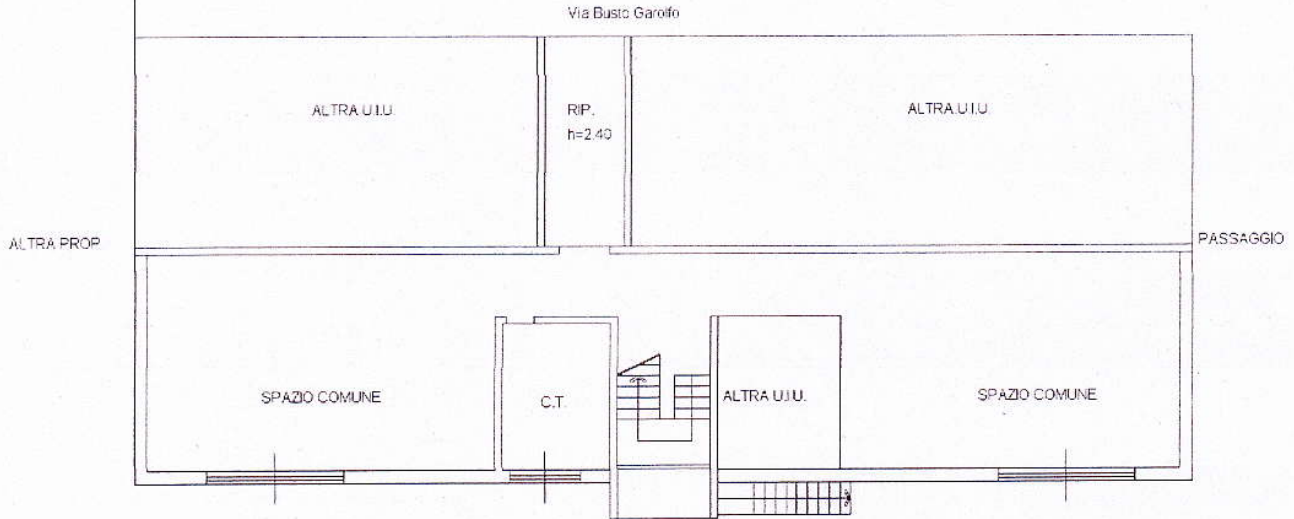 Via Busto Garolfo
ALTRA U.I.U.
RIP.
h=2.40
ALTRA U.I.U.
ALTRA PROP.
PASSAGGIO
SPAZIO COMUNE
C.T.
ALTRA U.I.U.
SPAZIO COMUNE